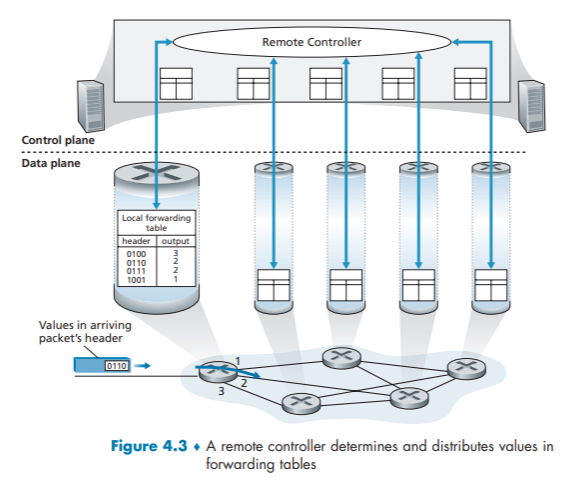 Remote Controller
Control plane
Data plane
Local forwarding
table
header output
0100 3
0110 2
0111 2
1001 1
Values in arriving
packet's header
0110
1
2
3
Figure 4.3 ♦ A remote controller determines and distributes values in
forwarding tables